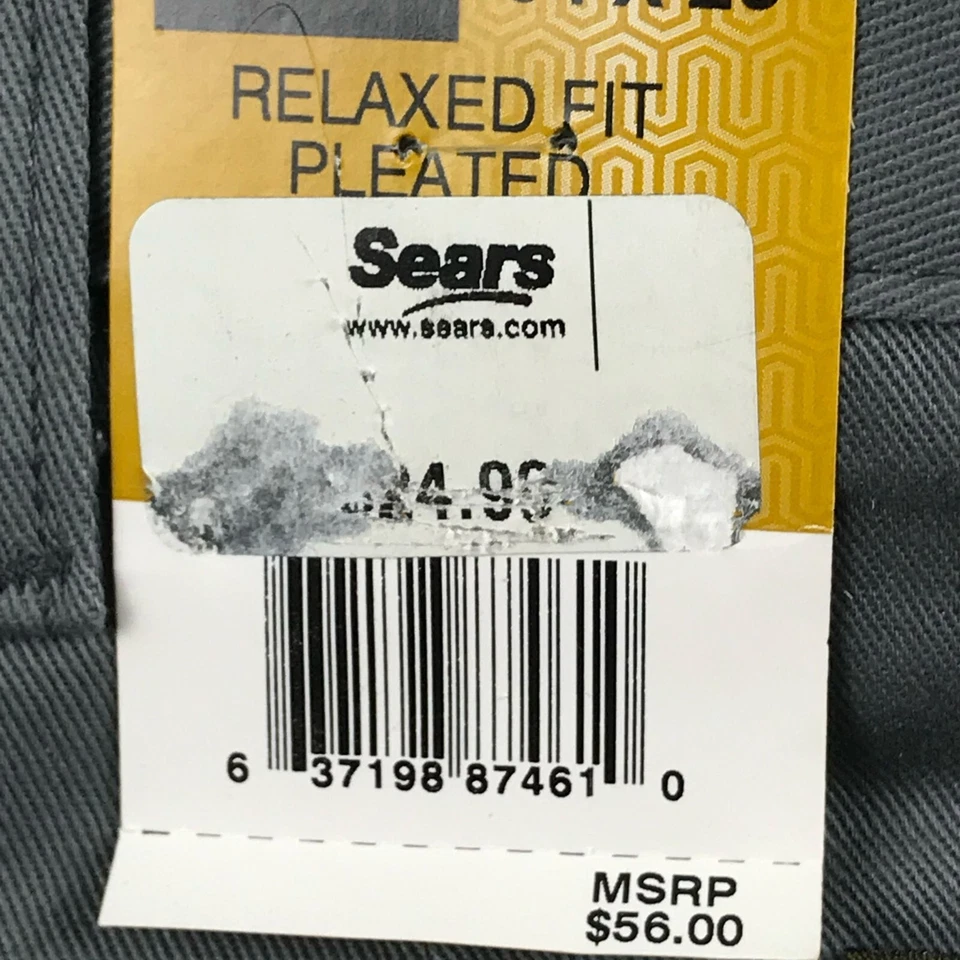 RELAXED FIT
PLEATED
Sears
www.sears.com
6 37198 87461 0
MSRP
$56.00